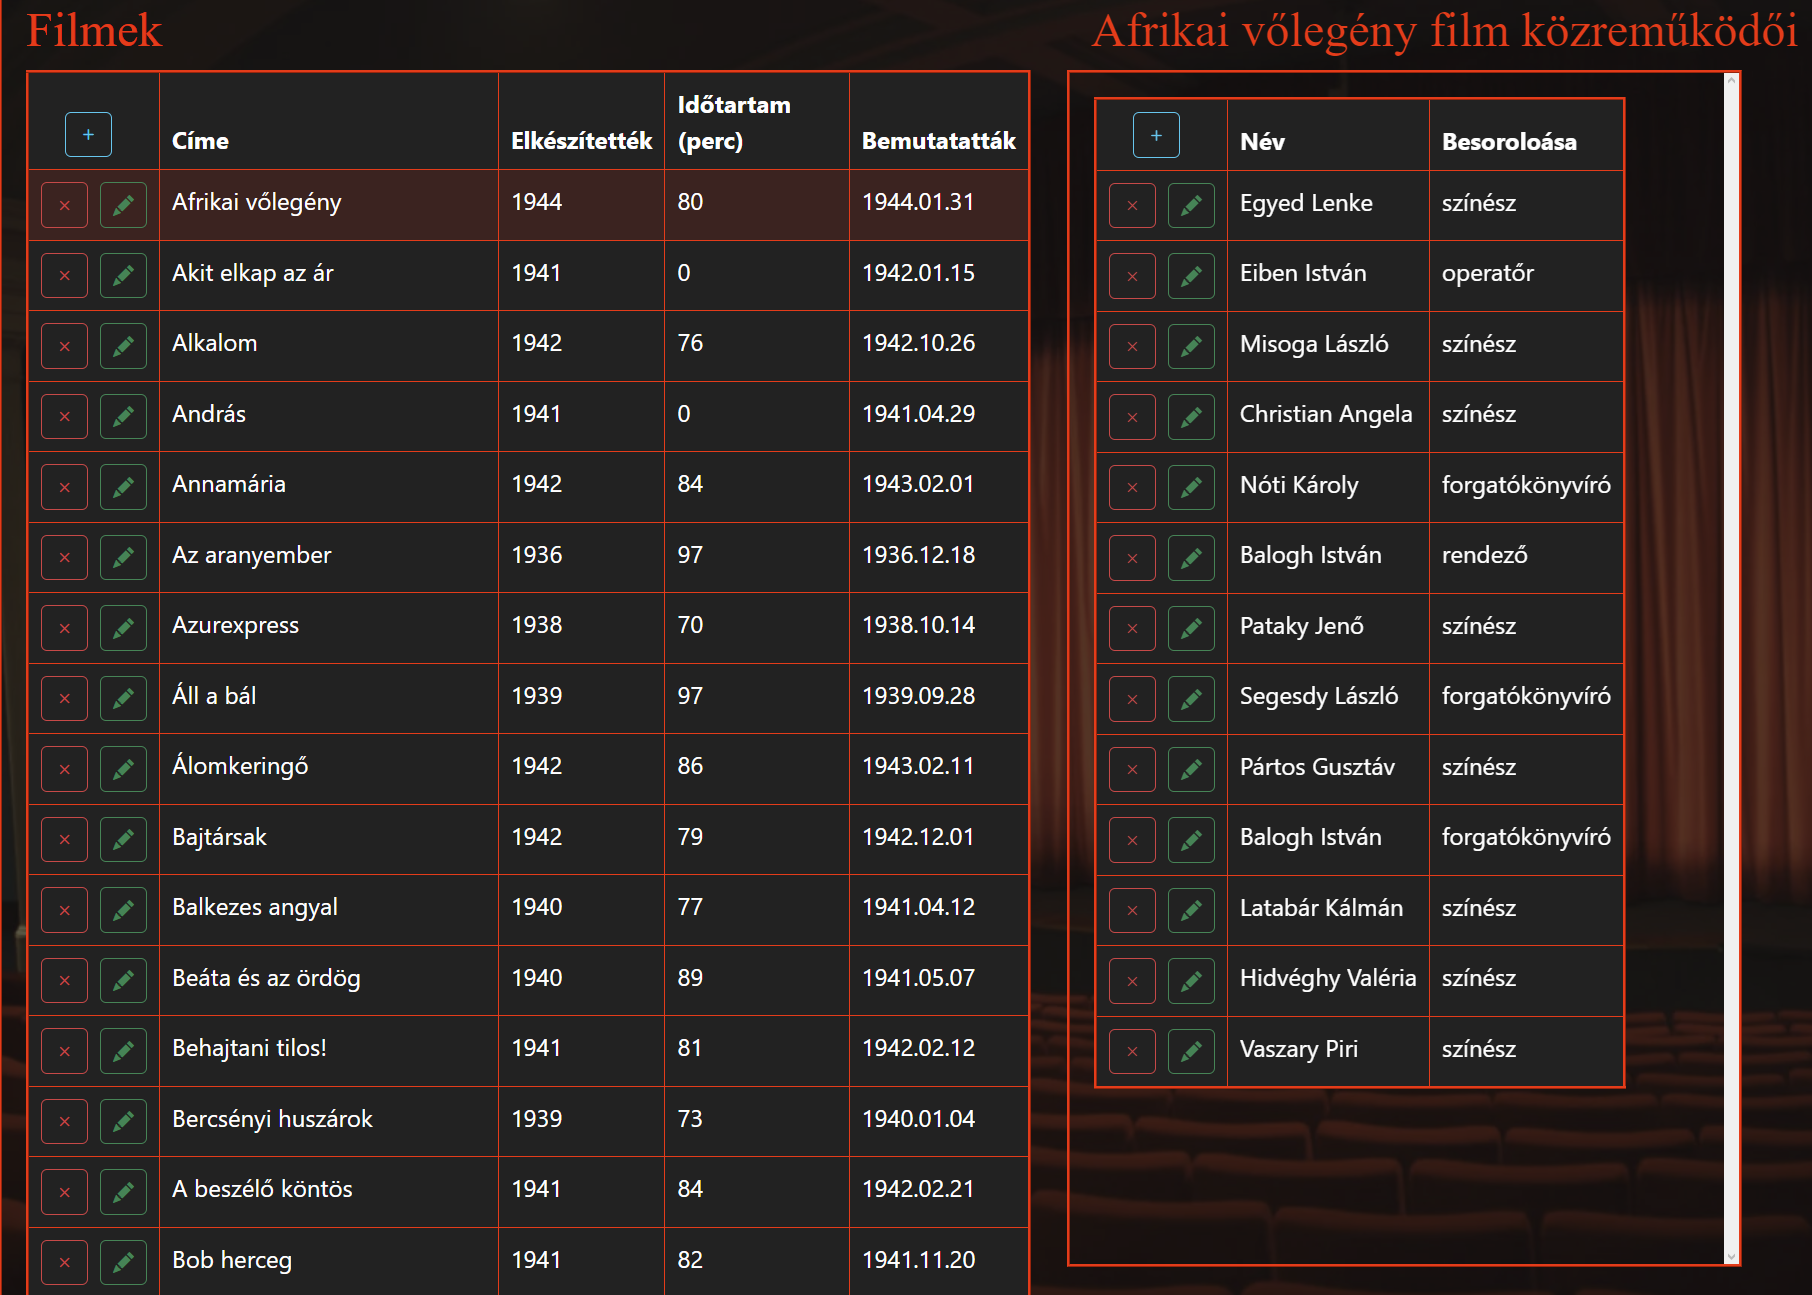 Filmek
+ Címe Elkészítették Időtartam (perc) Bemutatatták
× Afrikai vőlegény 1944 80 1944.01.31
× Akit elkap az ár 1941 0 1942.01.15
× Alkalom 1942 76 1942.10.26
× András 1941 0 1941.04.29
× Annamária 1942 84 1943.02.01
× Az aranyember 1936 97 1936.12.18
× Azurexpress 1938 70 1938.10.14
× Áll a bál 1939 97 1939.09.28
× Álomkeringő 1942 86 1943.02.11
× Bajtársak 1942 79 1942.12.01
× Balkezes angyal 1940 77 1941.04.12
× Beáta és az ördög 1940 89 1941.05.07
× Behajtani tilos! 1941 81 1942.02.12
× Bercsényi huszárok 1939 73 1940.01.04
× A beszélő köntös 1941 84 1942.02.21
× Bob herceg 1941 82 1941.11.20
Afrikai vőlegény film közreműködői
+ Név Besoroloása
× Egyed Lenke színész
× Eiben István operatőr
× Misoga László színész
× Christian Angela színész
× Nóti Károly forgatókönyvíró
× Balogh István rendező
× Pataky Jenő színész
× Segesdy László forgatókönyvíró
× Pártos Gusztáv színész
× Balogh István forgatókönyvíró
× Latabár Kálmán színész
× Hidvéghy Valéria színész
× Vaszary Piri színész